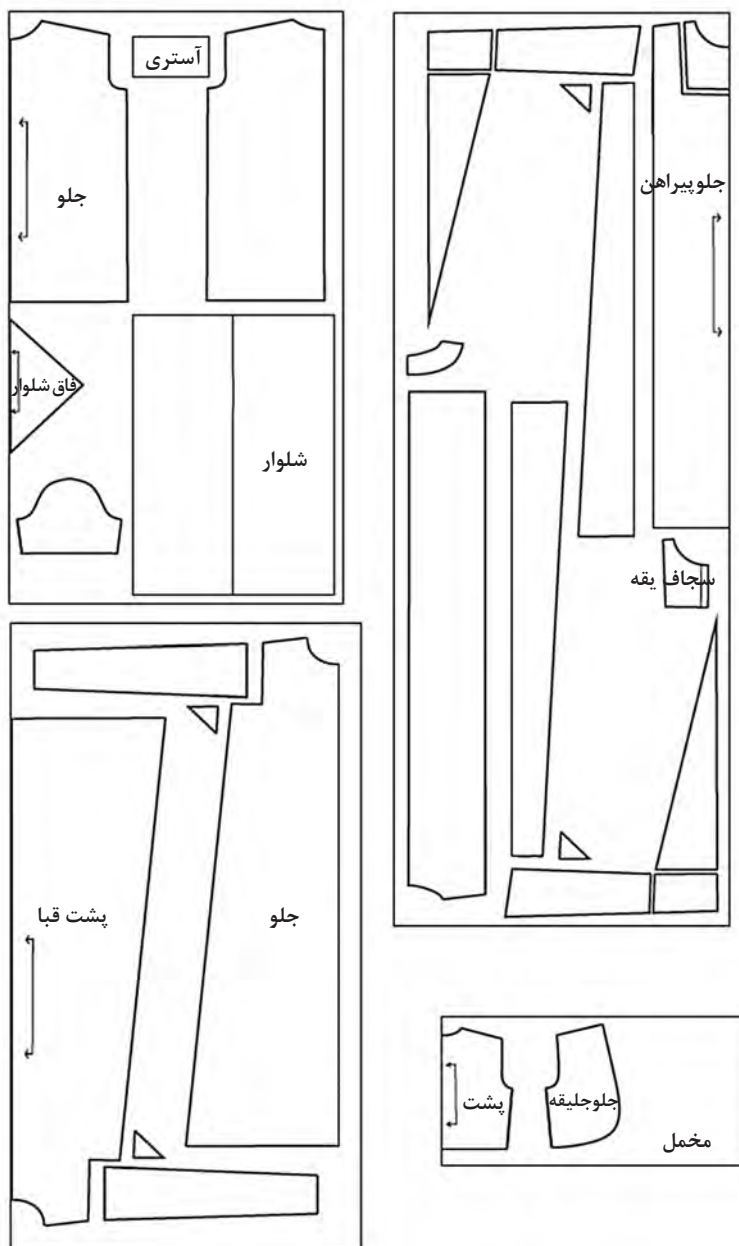 آستری
جلو
فاق شلوار
شلوار
جلوپیراهن
سجاف یقه
پشت قبا
جلو
پشت
جلوجلیقه
مخمل